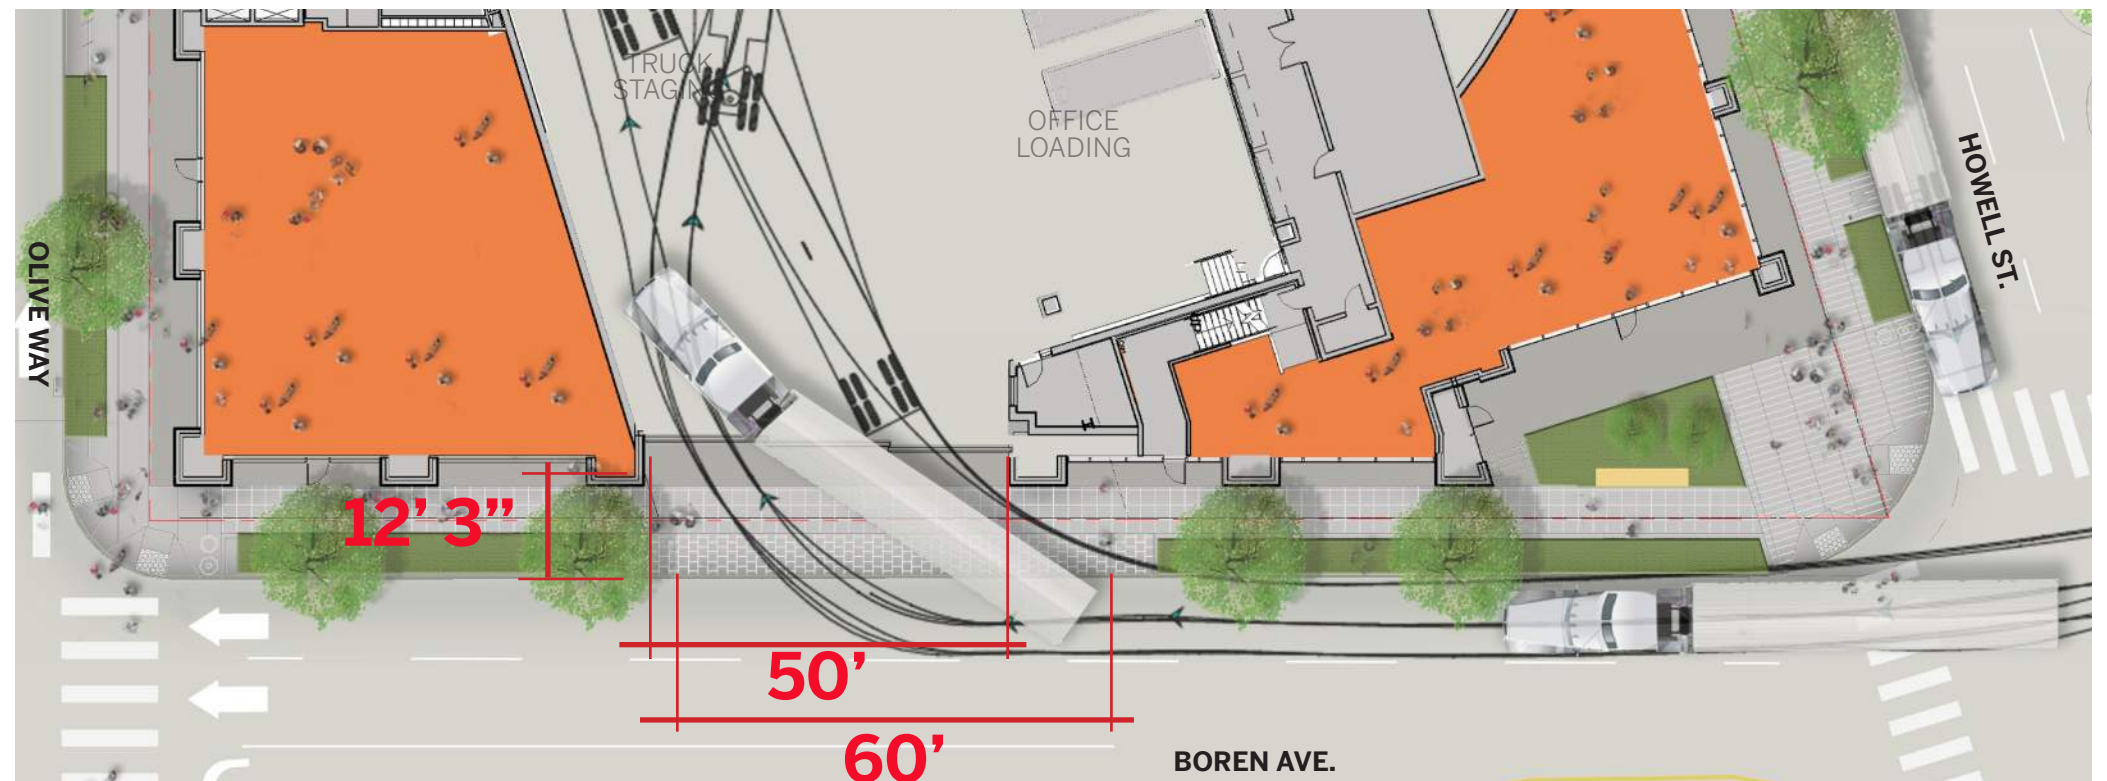 TRUCK
STAGING
OFFICE
LOADING
HOWELL ST.
OLIVE WAY
12’ 3”
50’
60’
BOREN AVE.